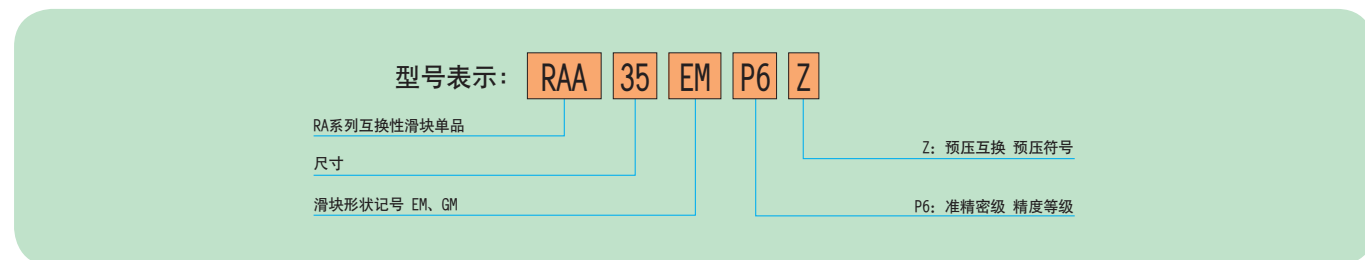 型号表示: RAA 35 EM P6 Z
RA系列互换性滑块单品
尺寸
滑块形状记号 EM、GM
Z: 预压互换 预压符号
P6: 准精密级 精度等级